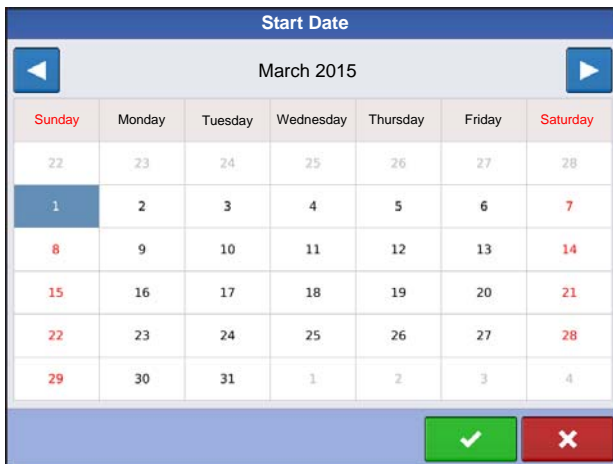 Start Date
March 2015
Sunday Monday Tuesday Wednesday Thursday Friday Saturday
22 23 24 25 26 27 28
1 2 3 4 5 6 7
8 9 10 11 12 13 14
15 16 17 18 19 20 21
22 23 24 25 26 27 28
29 30 31 1 2 3 4